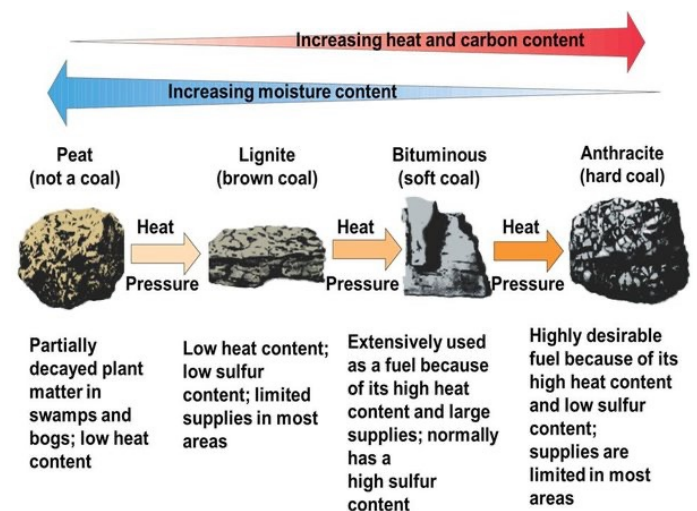 Increasing heat and carbon content
Increasing moisture content
Peat
(not a coal)
Lignite
(brown coal)
Bituminous
(soft coal)
Anthracite
(hard coal)
Heat
Pressure
Heat
Pressure
Heat
Pressure
Partially
decayed plant
matter in
swamps and
bogs; low heat
content
Low heat content;
low sulfur
content; limited
supplies in most
areas
Extensively used
as a fuel because
of its high heat
content and large
supplies; normally
has a
high sulfur
content
Highly desirable
fuel because of its
high heat content
and low sulfur
content;
supplies are
limited in most
areas